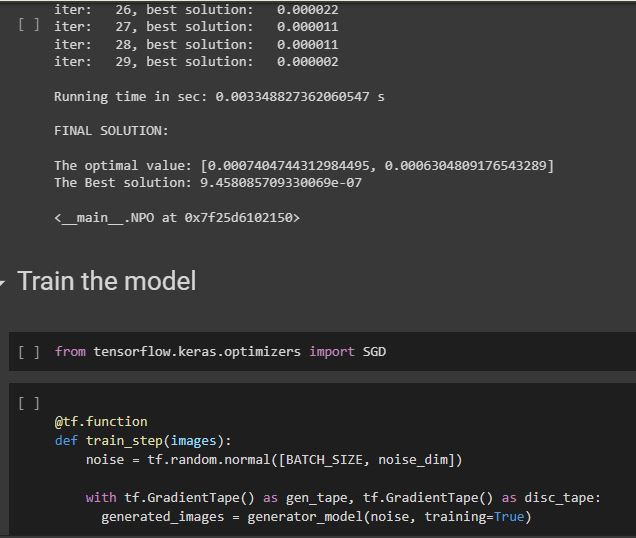 iter:   26, best solution:   0.000022
[ ] iter:   27, best solution:   0.000011
iter:   28, best solution:   0.000011
iter:   29, best solution:   0.000002
Running time in sec: 0.003348827362060547 s
FINAL SOLUTION:
The optimal value: [0.0007404744312984495, 0.0006304809176543289]
The Best solution: 9.458085709330069e-07
<__main__.NPO at 0x7f25d6102150>
Train the model
[ ] from tensorflow.keras.optimizers import SGD
[ ]
@tf.function
def train_step(images):
    noise = tf.random.normal([BATCH_SIZE, noise_dim])
    with tf.GradientTape() as gen_tape, tf.GradientTape() as disc_tape:
      generated_images = generator_model(noise, training=True)